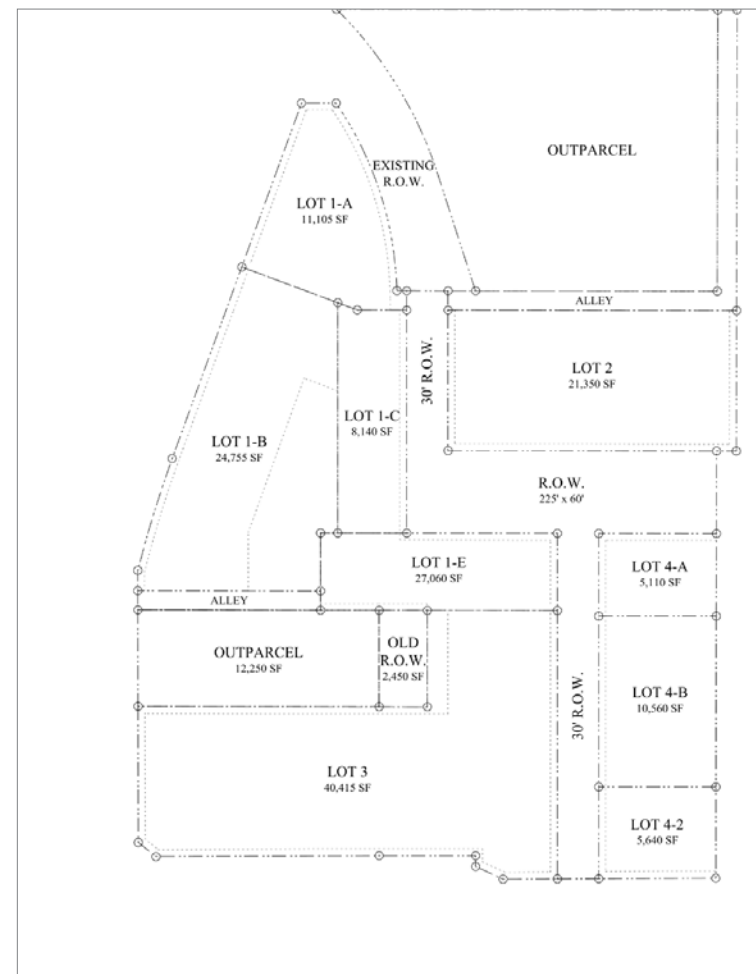 OUTPARCEL
EXISTING
R.O.W.
LOT 1-A
11,105 SF
ALLEY
30' R.O.W.
LOT 2
21,350 SF
LOT 1-C
8,140 SF
LOT 1-B
24,755 SF
R.O.W.
225' x 60'
LOT 1-E
27,060 SF
LOT 4-A
5,110 SF
ALLEY
OUTPARCEL
12,250 SF
OLD
R.O.W.
2,450 SF
30' R.O.W.
LOT 4-B
10,560 SF
LOT 3
40,415 SF
LOT 4-2
5,640 SF